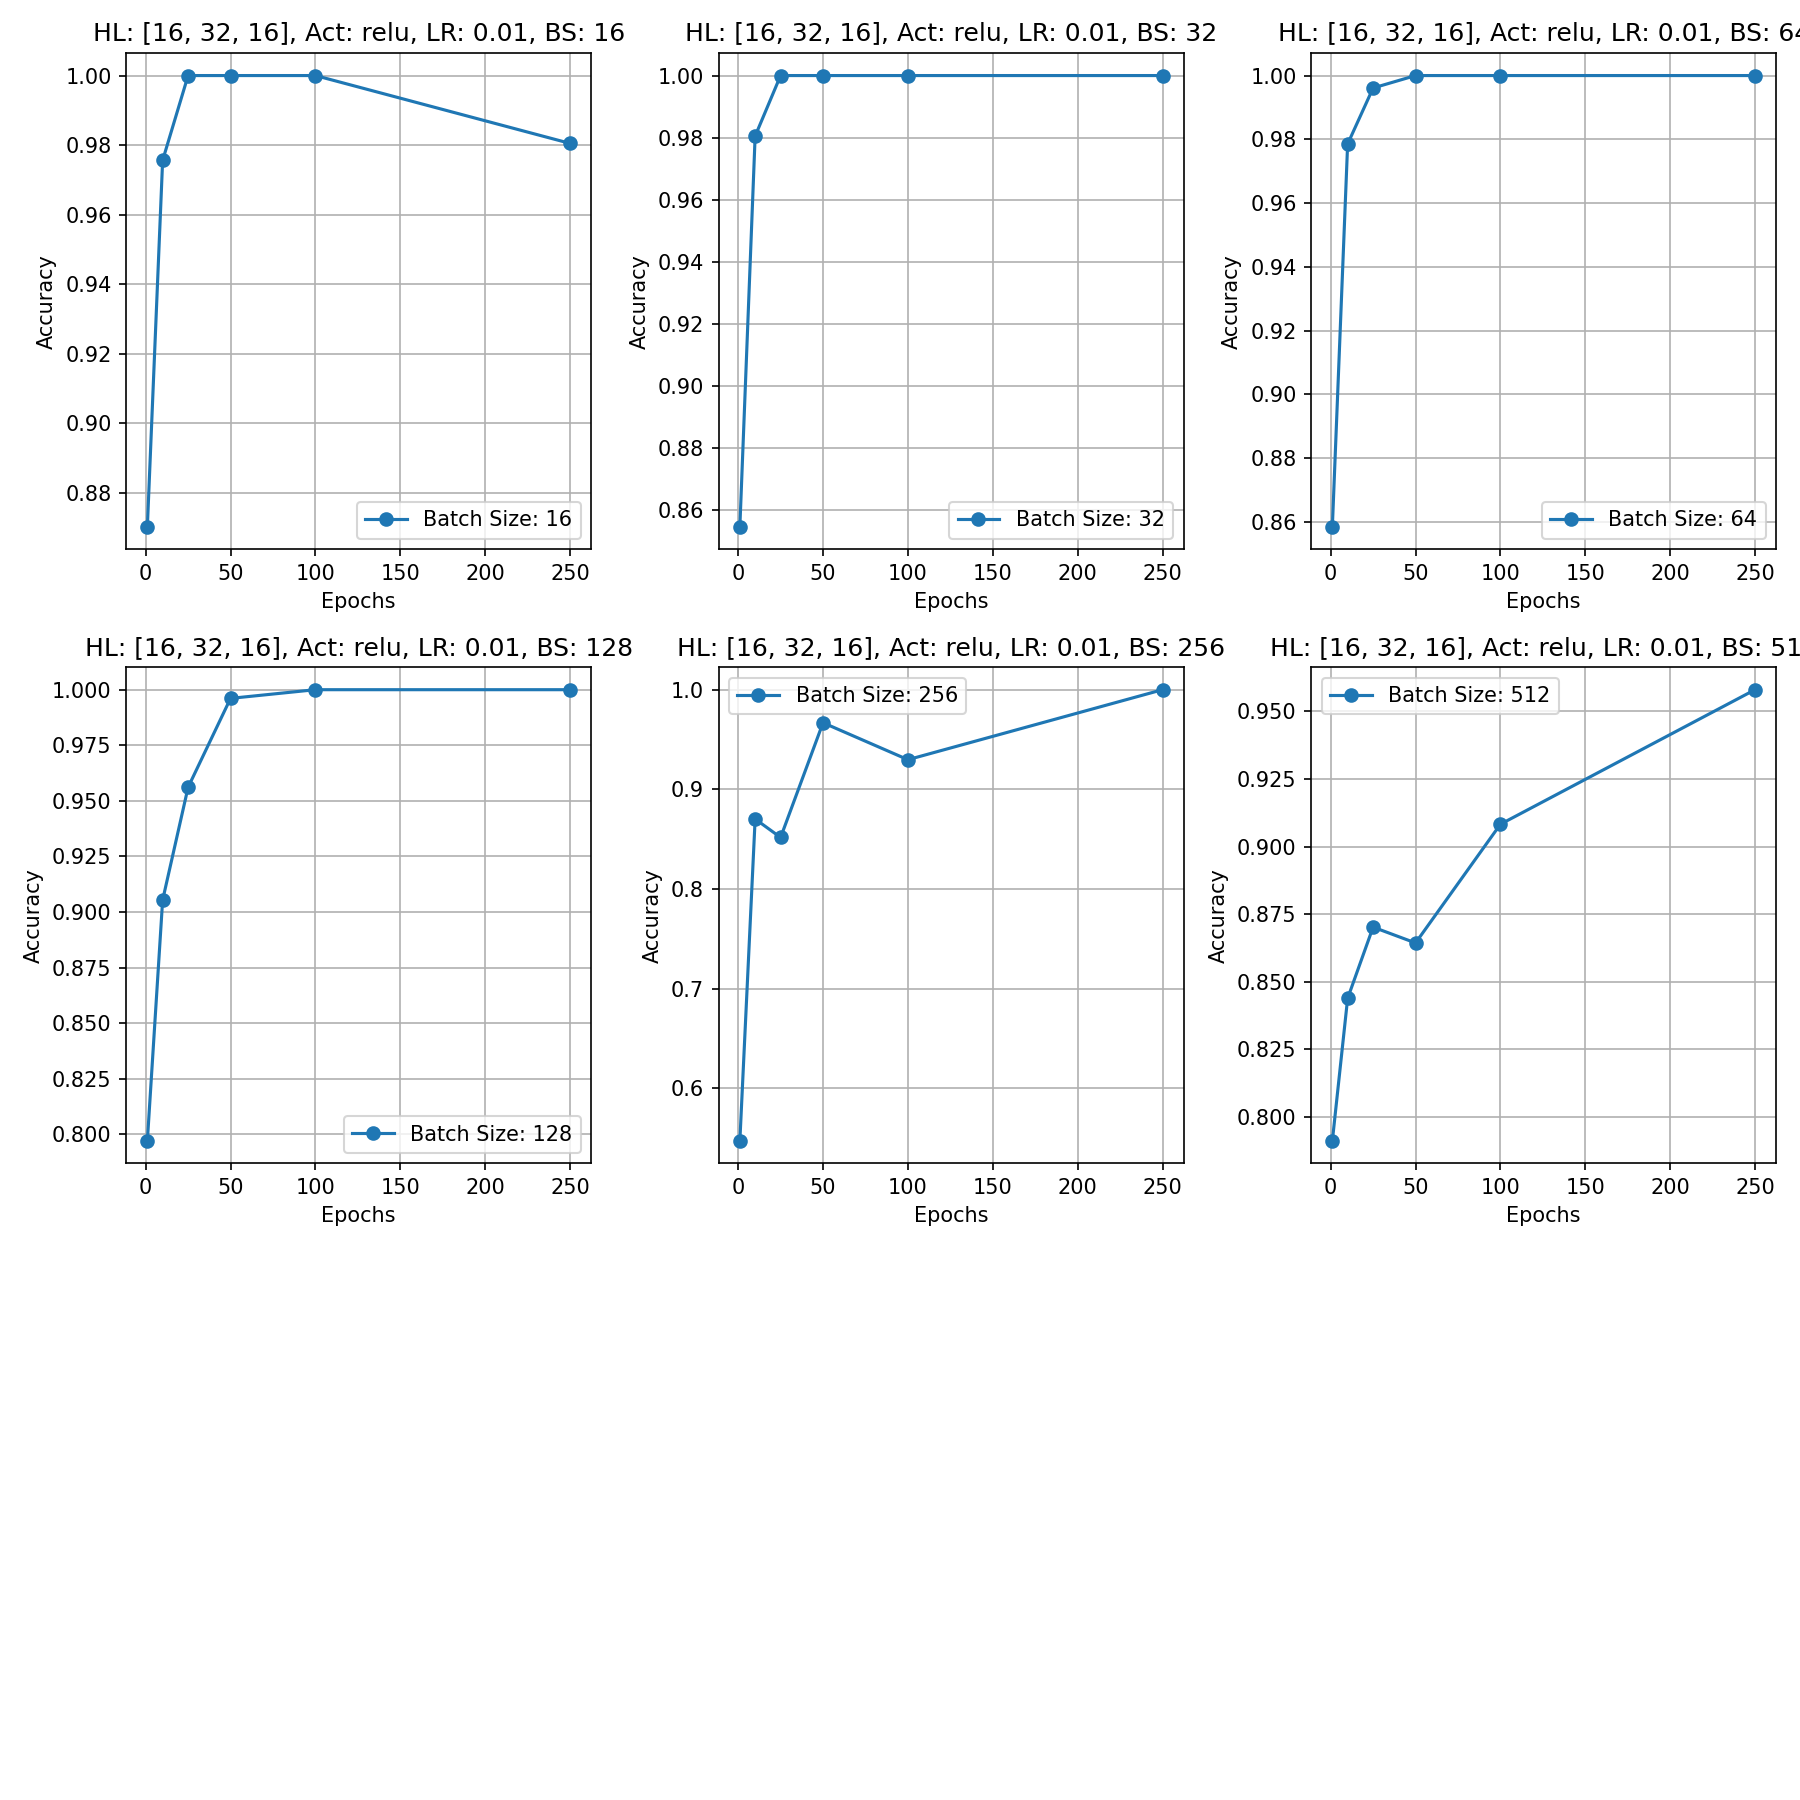 HL: [16, 32, 16], Act: relu, LR: 0.01, BS: 16
1.00
0.98
0.96
0.94
0.92
0.90
0.88
Accuracy
Batch Size: 16
0 50 100 150 200 250
Epochs
HL: [16, 32, 16], Act: relu, LR: 0.01, BS: 32
1.00
0.98
0.96
0.94
0.92
0.90
0.88
0.86
Accuracy
Batch Size: 32
0 50 100 150 200 250
Epochs
HL: [16, 32, 16], Act: relu, LR: 0.01, BS: 64
1.00
0.98
0.96
0.94
0.92
0.90
0.88
0.86
Accuracy
Batch Size: 64
0 50 100 150 200 250
Epochs
HL: [16, 32, 16], Act: relu, LR: 0.01, BS: 128
1.000
0.975
0.950
0.925
0.900
0.875
0.850
0.825
0.800
Accuracy
Batch Size: 128
0 50 100 150 200 250
Epochs
HL: [16, 32, 16], Act: relu, LR: 0.01, BS: 256
Batch Size: 256
1.0
0.9
0.8
0.7
0.6
Accuracy
0 50 100 150 200 250
Epochs
HL: [16, 32, 16], Act: relu, LR: 0.01, BS: 51
Batch Size: 512
0.950
0.925
0.900
0.875
0.850
0.825
0.800
Accuracy
0 50 100 150 200 250
Epochs